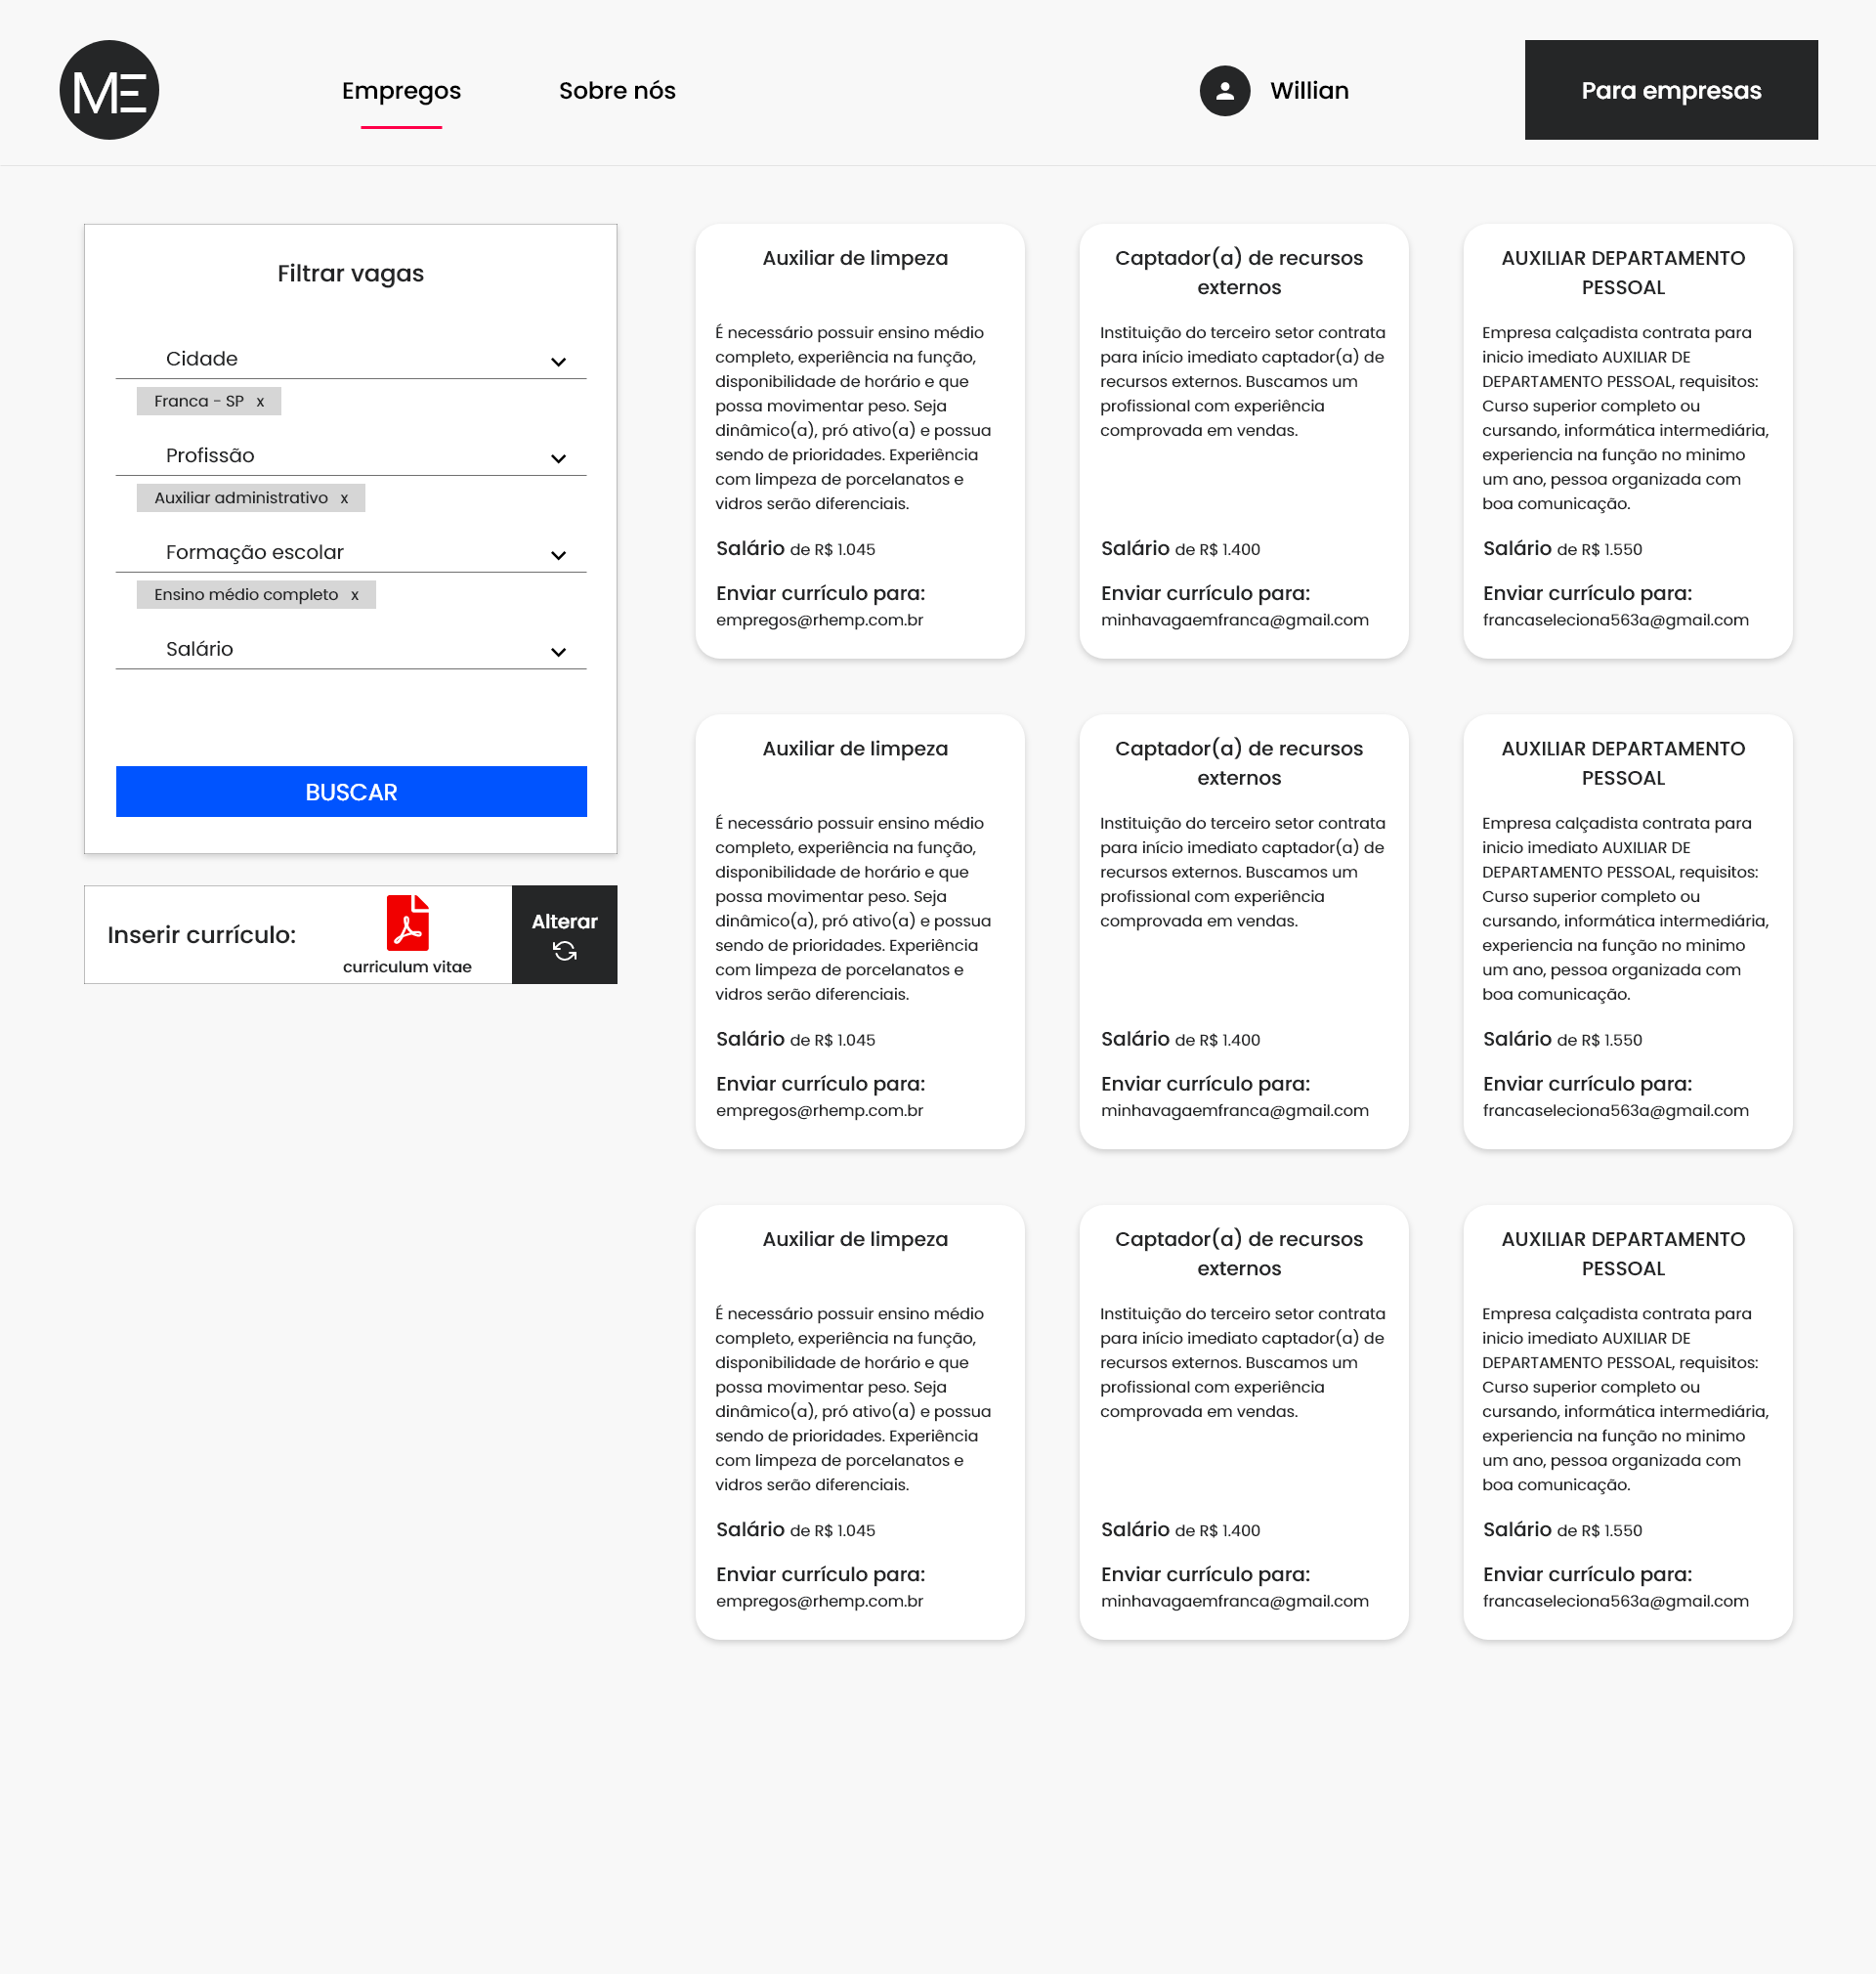 ME
Empregos
Sobre nós
Willian
Para empresas
Filtrar vagas
Cidade
Franca - SP x
Profissão
Auxiliar administrativo x
Formação escolar
Ensino médio completo x
Salário
BUSCAR
Inserir currículo:
curriculum vitae
Alterar
Auxiliar de limpeza
É necessário possuir ensino médio
completo, experiência na função,
disponibilidade de horário e que
possa movimentar peso. Seja
dinâmico(a), pró ativo(a) e possua
sendo de prioridades. Experiência
com limpeza de porcelanatos e
vidros serão diferenciais.
Salário de R$ 1.045
Enviar currículo para:
empregos@rhemp.com.br
Captador(a) de recursos
externos
Instituição do terceiro setor contrata
para início imediato captador(a) de
recursos externos. Buscamos um
profissional com experiência
comprovada em vendas.
Salário de R$ 1.400
Enviar currículo para:
minhavagaemfranca@gmail.com
AUXILIAR DEPARTAMENTO
PESSOAL
Empresa calçadista contrata para
inicio imediato AUXILIAR DE
DEPARTAMENTO PESSOAL, requisitos:
Curso superior completo ou
cursando, informática intermediária,
experiencia na função no minimo
um ano, pessoa organizada com
boa comunicação.
Salário de R$ 1.550
Enviar currículo para:
francaseleciona563a@gmail.com
Auxiliar de limpeza
É necessário possuir ensino médio
completo, experiência na função,
disponibilidade de horário e que
possa movimentar peso. Seja
dinâmico(a), pró ativo(a) e possua
sendo de prioridades. Experiência
com limpeza de porcelanatos e
vidros serão diferenciais.
Salário de R$ 1.045
Enviar currículo para:
empregos@rhemp.com.br
Captador(a) de recursos
externos
Instituição do terceiro setor contrata
para início imediato captador(a) de
recursos externos. Buscamos um
profissional com experiência
comprovada em vendas.
Salário de R$ 1.400
Enviar currículo para:
minhavagaemfranca@gmail.com
AUXILIAR DEPARTAMENTO
PESSOAL
Empresa calçadista contrata para
inicio imediato AUXILIAR DE
DEPARTAMENTO PESSOAL, requisitos:
Curso superior completo ou
cursando, informática intermediária,
experiencia na função no minimo
um ano, pessoa organizada com
boa comunicação.
Salário de R$ 1.550
Enviar currículo para:
francaseleciona563a@gmail.com
Auxiliar de limpeza
É necessário possuir ensino médio
completo, experiência na função,
disponibilidade de horário e que
possa movimentar peso. Seja
dinâmico(a), pró ativo(a) e possua
sendo de prioridades. Experiência
com limpeza de porcelanatos e
vidros serão diferenciais.
Salário de R$ 1.045
Enviar currículo para:
empregos@rhemp.com.br
Captador(a) de recursos
externos
Instituição do terceiro setor contrata
para início imediato captador(a) de
recursos externos. Buscamos um
profissional com experiência
comprovada em vendas.
Salário de R$ 1.400
Enviar currículo para:
minhavagaemfranca@gmail.com
AUXILIAR DEPARTAMENTO
PESSOAL
Empresa calçadista contrata para
inicio imediato AUXILIAR DE
DEPARTAMENTO PESSOAL, requisitos:
Curso superior completo ou
cursando, informática intermediária,
experiencia na função no minimo
um ano, pessoa organizada com
boa comunicação.
Salário de R$ 1.550
Enviar currículo para:
francaseleciona563a@gmail.com